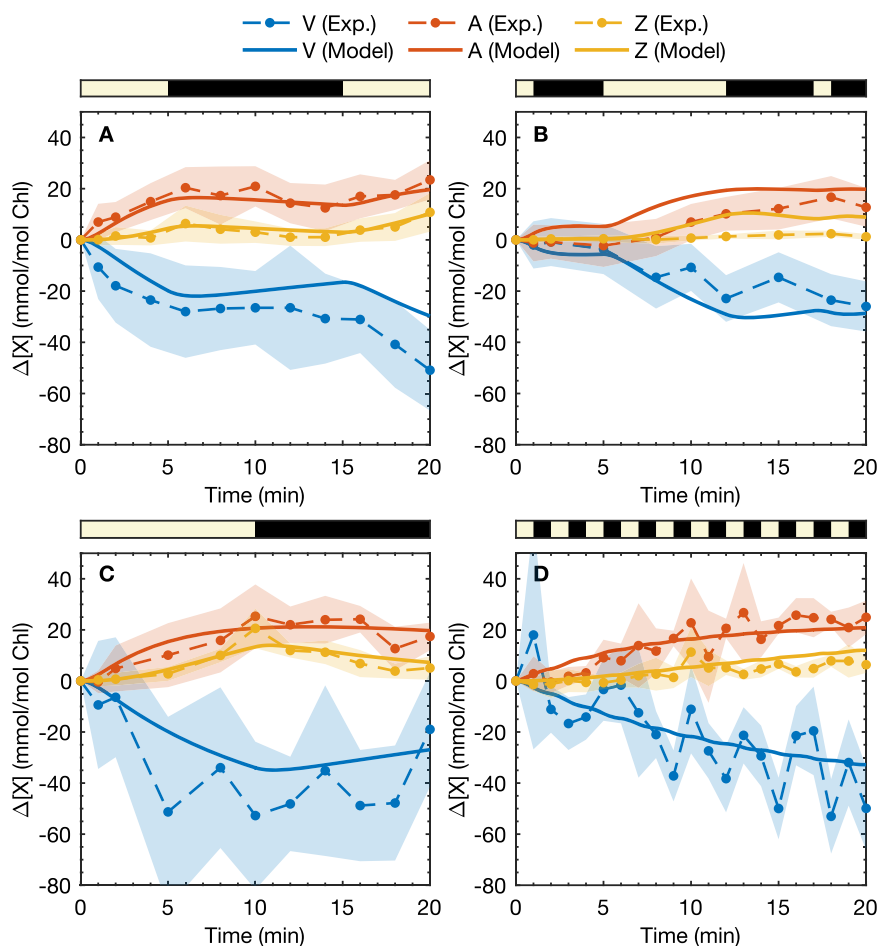 V (Exp.) A (Exp.) Z (Exp.)
V (Model) A (Model) Z (Model)
A
40
20
0
-20
-40
-60
-80
Δ[X] (mmol/mol Chl)
0 5 10 15 20
Time (min)
B
40
20
0
-20
-40
-60
-80
Δ[X] (mmol/mol Chl)
0 5 10 15 20
Time (min)
C
40
20
0
-20
-40
-60
-80
Δ[X] (mmol/mol Chl)
0 5 10 15 20
Time (min)
D
40
20
0
-20
-40
-60
-80
Δ[X] (mmol/mol Chl)
0 5 10 15 20
Time (min)